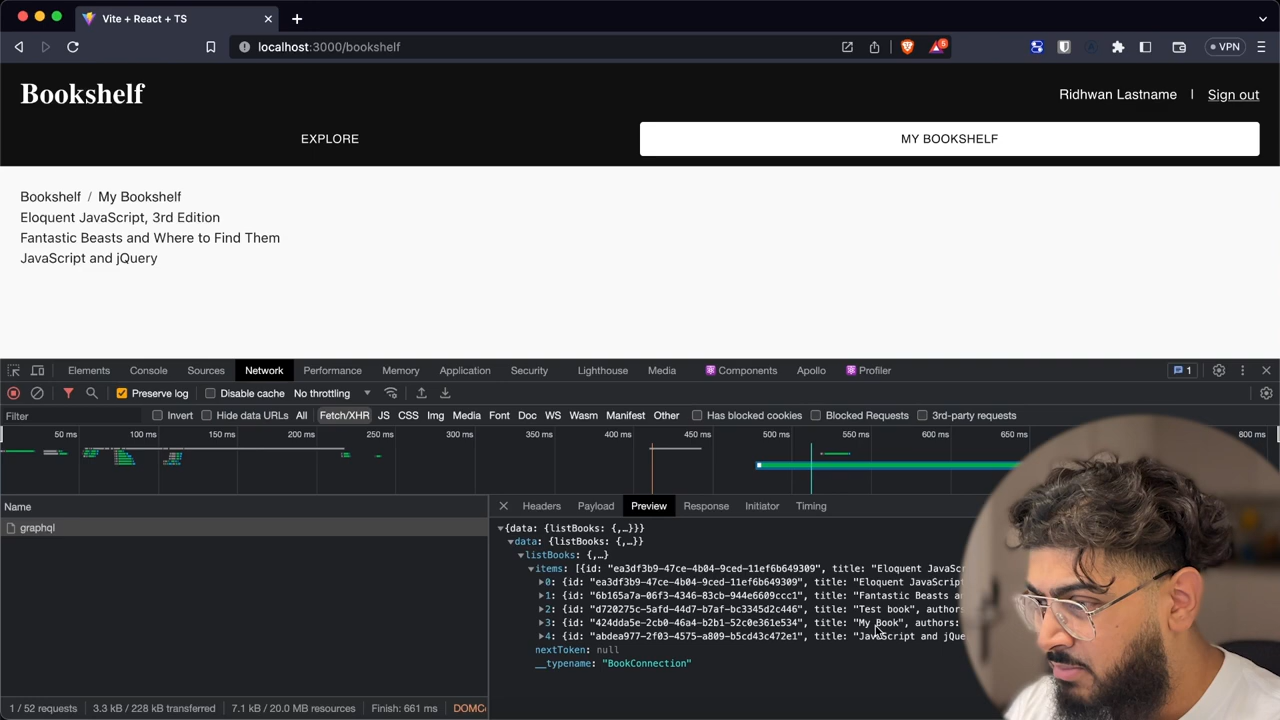 Vite + React + TS
localhost:3000/bookshelf
5
VPN
Bookshelf
Ridhwan Lastname | Sign out
EXPLORE
MY BOOKSHELF
Bookshelf / My Bookshelf
Eloquent JavaScript, 3rd Edition
Fantastic Beasts and Where to Find Them
JavaScript and jQuery
Elements Console Sources Network Performance Memory Application Security Lighthouse Media Components Apollo Profiler 1
Preserve log Disable cache No throttling
Filter Invert Hide data URLs All Fetch/XHR JS CSS Img Media Font Doc WS Wasm Manifest Other Has blocked cookies Blocked Requests 3rd-party requests
50 ms 100 ms 150 ms 200 ms 250 ms 300 ms 350 ms 400 ms 450 ms 500 ms 550 ms 600 ms 650 ms 800 ms
Name
graphql
1 / 52 requests 3.3 kB / 228 kB transferred 7.1 kB / 20.0 MB resources Finish: 661 ms DOMC
Headers Payload Preview Response Initiator Timing
{data: {listBooks: {,…}}}
data: {listBooks: {,…}}
listBooks: {,…}
items: [{id: "ea3df3b9-47ce-4b04-9ced-11ef6b649309", title: "Eloquent JavaSc
0: {id: "ea3df3b9-47ce-4b04-9ced-11ef6b649309", title: "Eloquent JavaScript
1: {id: "6b165a7a-06f3-4346-83cb-944e6609ccc1", title: "Fantastic Beasts a
2: {id: "d720275c-5afd-44d7-b7af-bc3345d2c446", title: "Test book", author
3: {id: "424dda5e-2cb0-46a4-b2b1-52c0e361e534", title: "My Book", authors:
4: {id: "abdea977-2f03-4575-a809-b5cd43c472e1", title: "JavaScript and jQue
nextToken: null
__typename: "BookConnection"